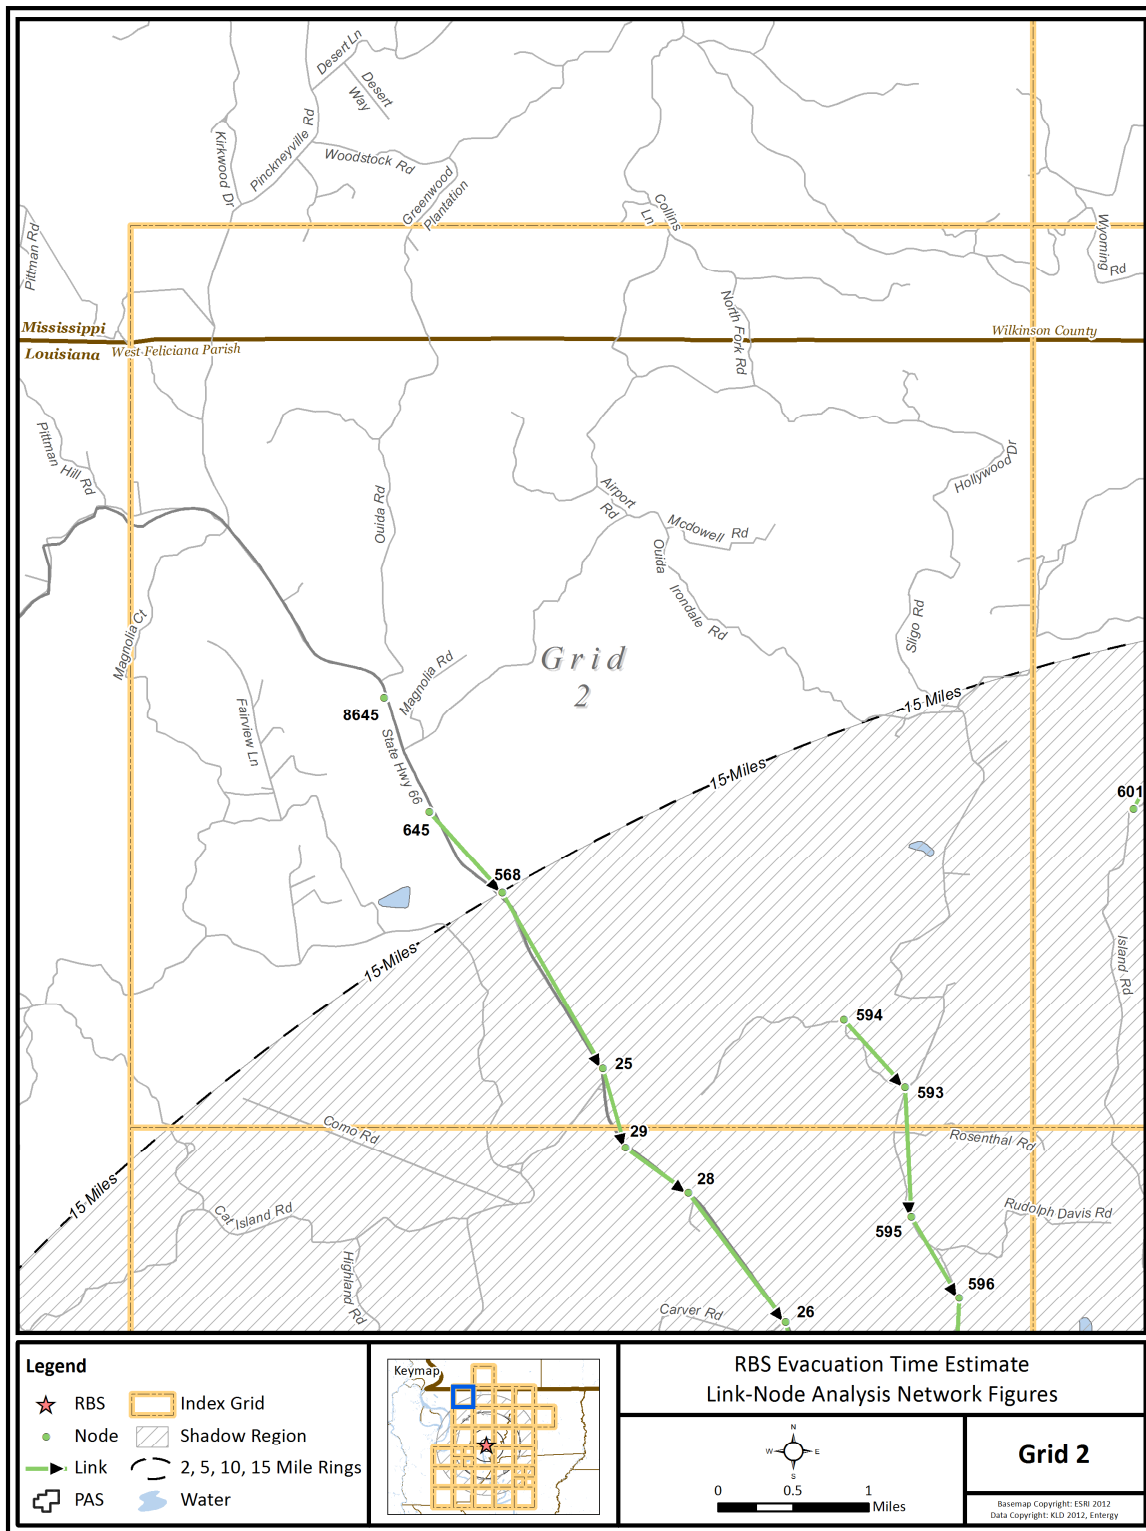 Desert Ln
Desert
Way
Kirkwood Dr
Pinckneyville Rd
Woodstock Rd
Greenwood
Plantation
Collins
Ln
Wyoming
Rd
Pittman Rd
North Fork Rd
Mississippi
Louisiana
West Feliciana Parish
Wilkinson County
Pittman
Hill Rd
Ouida Rd
Airport
Rd
Mcdowell Rd
Hollywood Dr
Ouida
Irondale Rd
Sligo Rd
Magnolia Ct
Magnolia Rd
Fairview Ln
Grid
2
8645
State Hwy 66
15 Miles
15 Miles
645
601
568
15 Miles
Island Rd
594
25
593
Como Rd
29
Rosenthal Rd
28
15 Miles
Cat Island Rd
Rudolph Davis Rd
595
Highland Rd
596
Carver Rd
26
Legend
RBS
Index Grid
Node
Shadow Region
Link
2, 5, 10, 15 Mile Rings
PAS
Water
Keymap
RBS Evacuation Time Estimate
Link-Node Analysis Network Figures
N
W
E
S
0 0.5 1
Miles
Grid 2
Basemap Copyright: ESRI 2012
Data Copyright: KLD 2012, Entergy